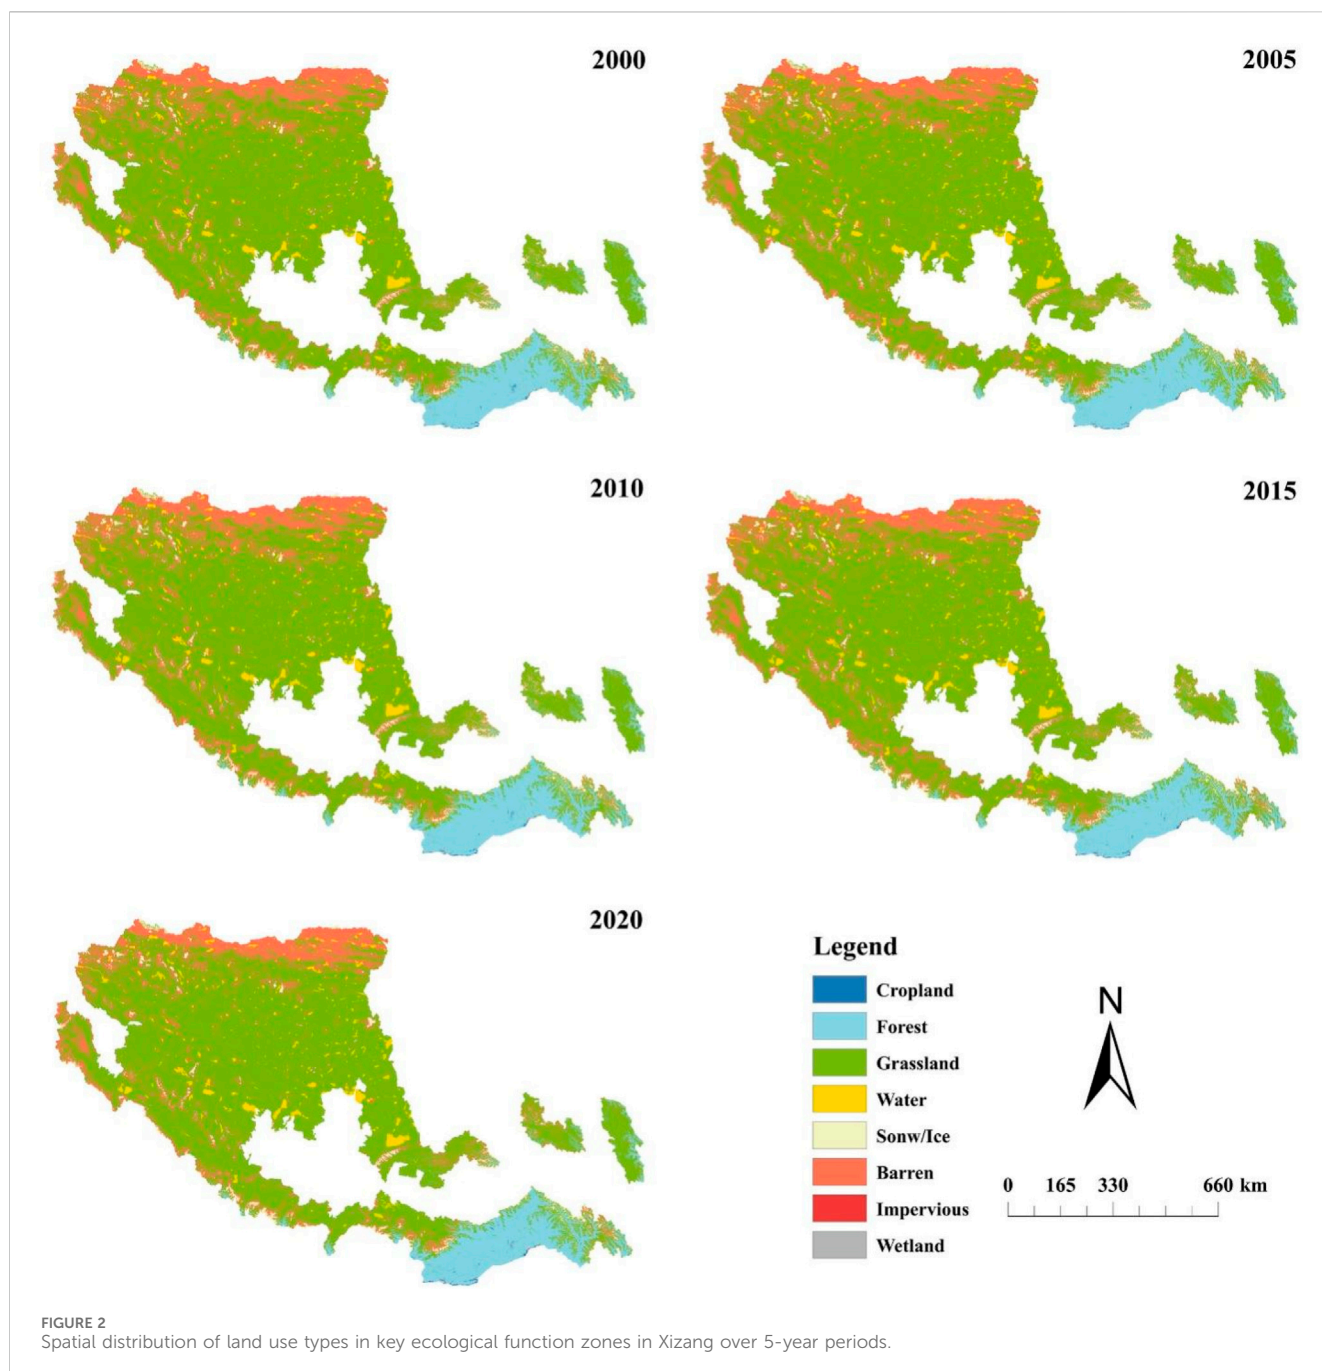 2000
2005
2010
2015
2020
Legend
Cropland
Forest
Grassland
Water
Sonw/Ice
Barren
Impervious
Wetland
N
0 165 330 660 km
FIGURE 2
Spatial distribution of land use types in key ecological function zones in Xizang over 5-year periods.